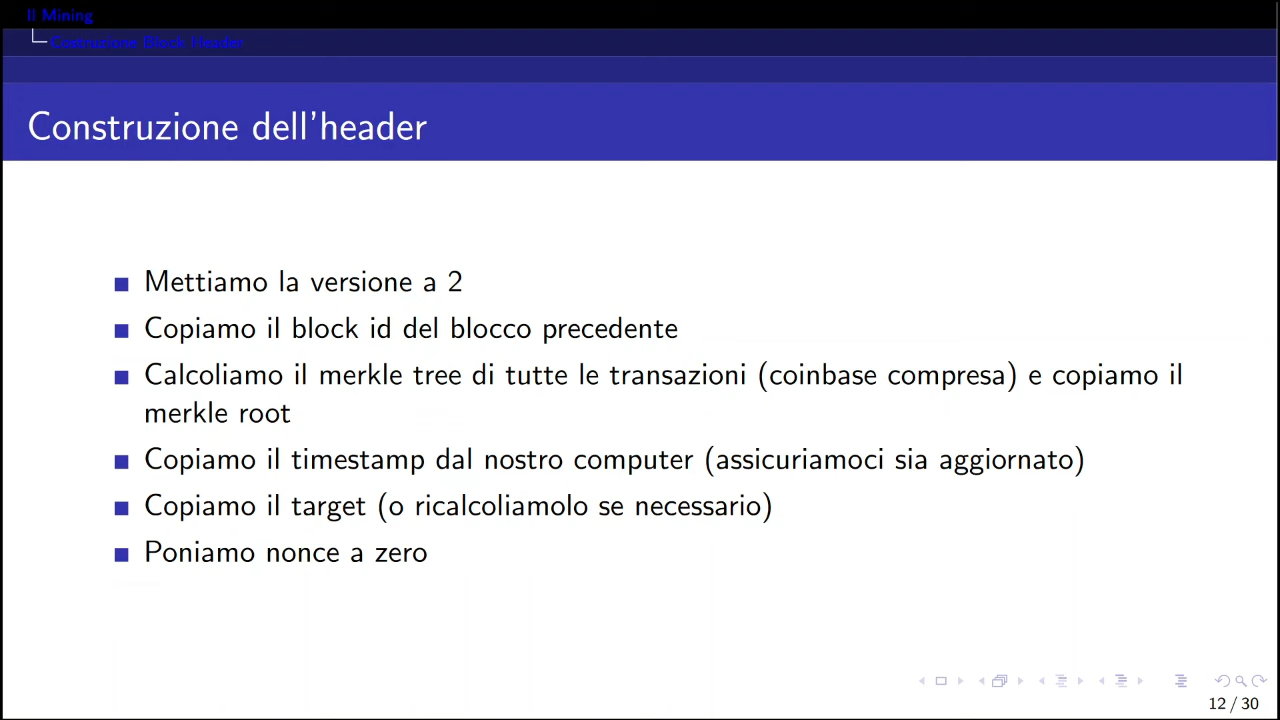 Il Mining
Costruzione Block Header
Construzione dell'header
Mettiamo la versione a 2
Copiamo il block id del blocco precedente
Calcoliamo il merkle tree di tutte le transazioni (coinbase compresa) e copiamo il
merkle root
Copiamo il timestamp dal nostro computer (assicuriamoci sia aggiornato)
Copiamo il target (o ricalcoliamolo se necessario)
Poniamo nonce a zero
12 / 30